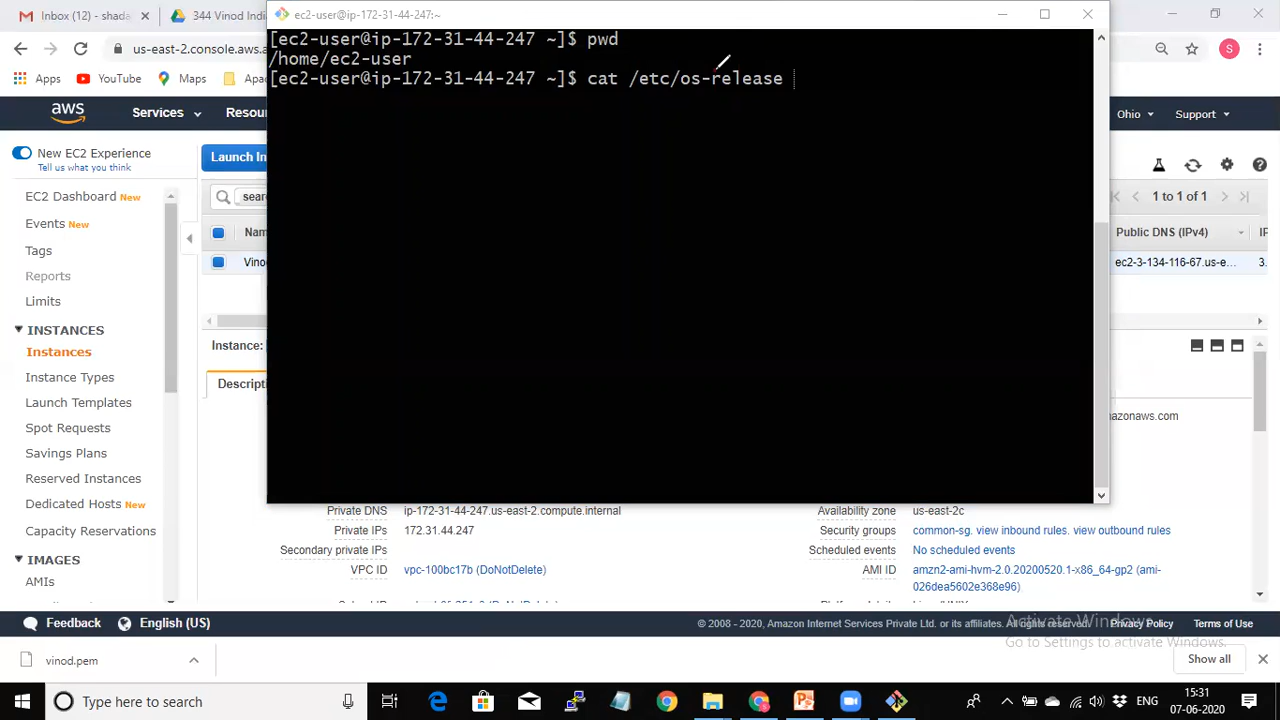 Inbox (12) - shada
344 Vinod Indi
ec2-user@ip-172-31-44-247:~
us-east-2.console.aws.a
Apps
YouTube
Maps
[ec2-user@ip-172-31-44-247 ~]$ pwd
/home/ec2-user
[ec2-user@ip-172-31-44-247 ~]$ cat /etc/os-release
aws
Services
Resou
Ohio
Support
New EC2 Experience
Tell us what you think
Launch In
EC2 Dashboard New
Events New
Tags
Reports
Limits
INSTANCES
Instances
Instance Types
Launch Templates
Spot Requests
Savings Plans
Reserved Instances
Dedicated Hosts New
Capacity Reservations
IMAGES
AMIs
sear
1 to 1 of 1
Nam
Public DNS (IPv4)
IP
Vino
ec2-3-134-116-67.us-e...
3.
Instance:
Descripti
nazonaws.com
Private DNS ip-172-31-44-247.us-east-2.compute.internal
Private IPs 172.31.44.247
Secondary private IPs
VPC ID vpc-100bc17b (DoNotDelete)
Availability zone us-east-2c
Security groups common-sg. view inbound rules. view outbound rules
Scheduled events No scheduled events
AMI ID amzn2-ami-hvm-2.0.20200520.1-x86_64-gp2 (ami-
026dea5602e368e96)
Feedback
English (US)
© 2008 - 2020, Amazon Internet Services Private Ltd. or its affiliates. All rights reserved.
Privacy Policy
Terms of Use
Activate Windows
Go to Settings to activate Windows.
vinod.pem
Show all
Type here to search
ENG
15:31
07-06-2020